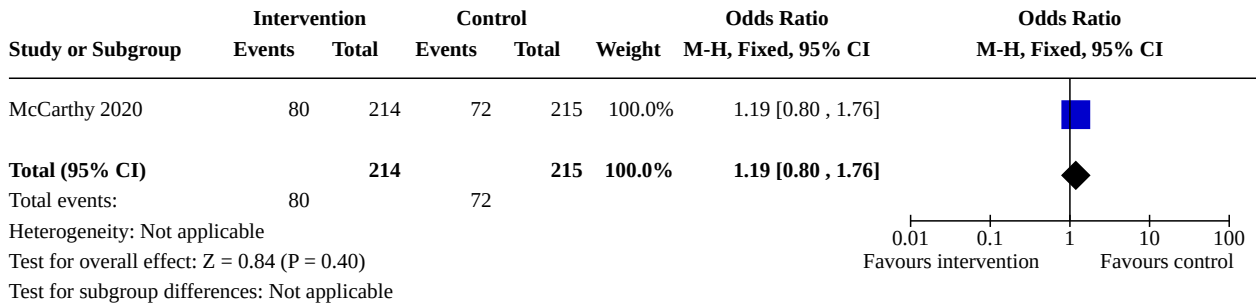 Intervention Control Odds Ratio Odds Ratio
Study or Subgroup Events Total Events Total Weight M-H, Fixed, 95% CI M-H, Fixed, 95% CI
McCarthy 2020 80 214 72 215 100.0% 1.19 [0.80 , 1.76]
Total (95% CI) 214 215 100.0% 1.19 [0.80 , 1.76]
Total events: 80 72
Heterogeneity: Not applicable 0.01 0.1 1 10 100
Test for overall effect: Z = 0.84 (P = 0.40) Favours intervention Favours control
Test for subgroup differences: Not applicable